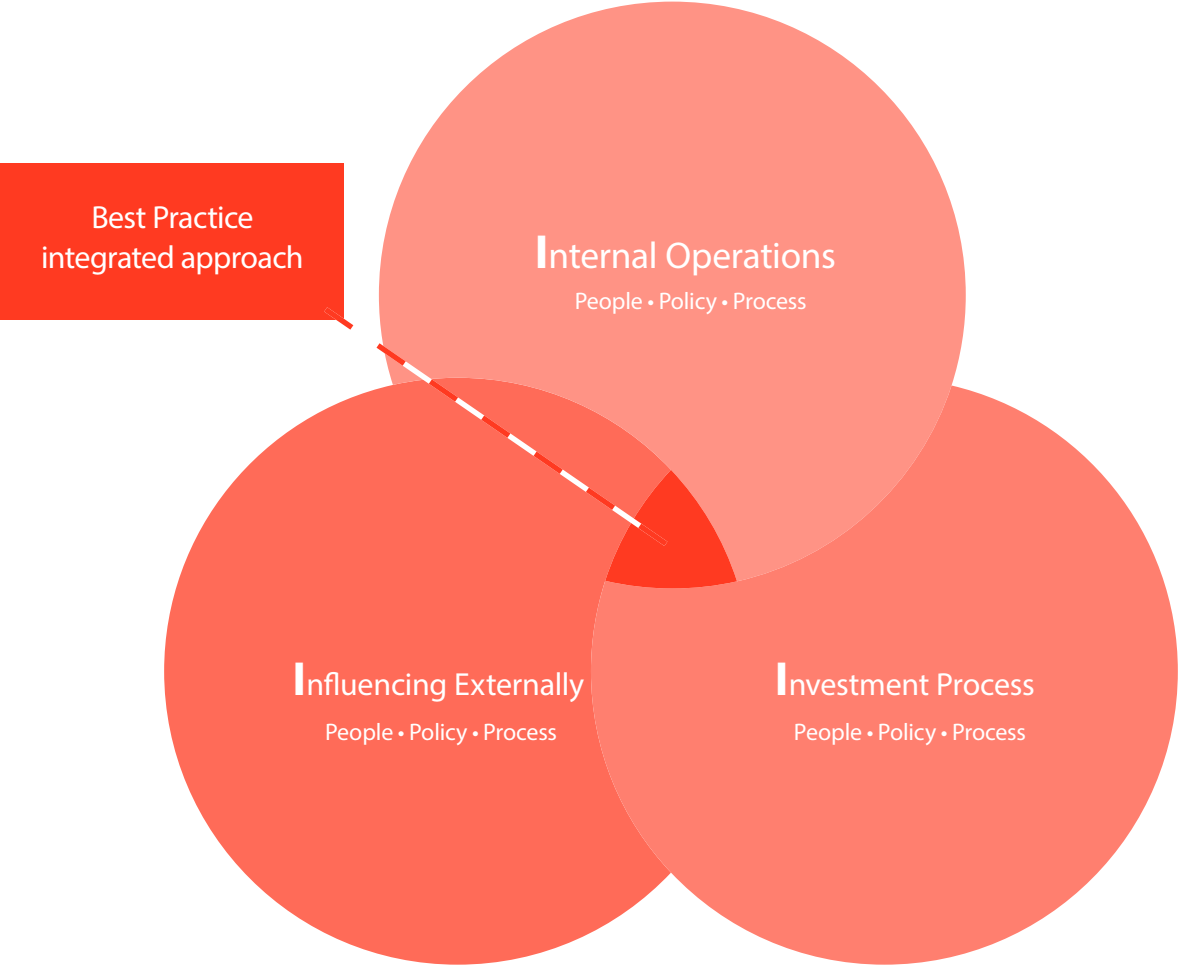 Best Practice
integrated approach
Internal Operations
People • Policy • Process
Influencing Externally
People • Policy • Process
Investment Process
People • Policy • Process